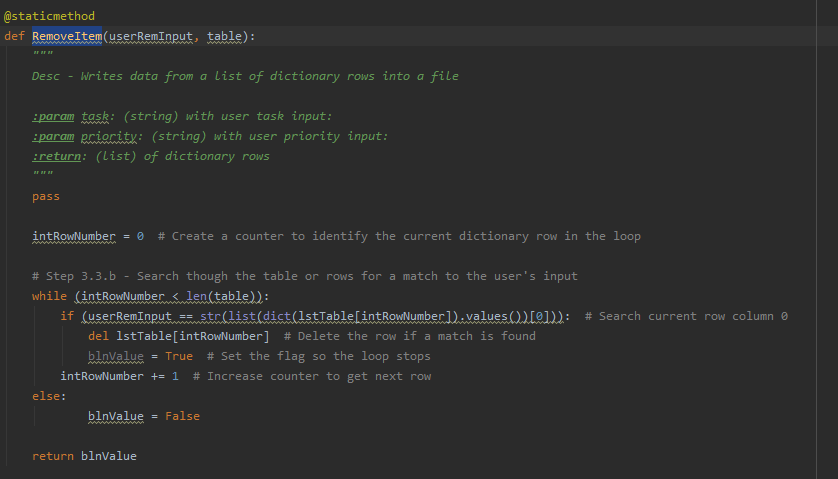 @staticmethod
def RemoveItem(userRemInput, table):
"""
Desc - Writes data from a list of dictionary rows into a file
:param task: (string) with user task input:
:param priority: (string) with user priority input:
:return: (list) of dictionary rows
"""
pass
intRowNumber = 0  # Create a counter to identify the current dictionary row in the loop
# Step 3.3.b - Search though the table or rows for a match to the user's input
while (intRowNumber < len(table)):
if (userRemInput == str(list(dict(lstTable[intRowNumber]).values())[0])):  # Search current row column 0
del lstTable[intRowNumber]  # Delete the row if a match is found
blnValue = True  # Set the flag so the loop stops
intRowNumber += 1  # Increase counter to get next row
else:
blnValue = False
return blnValue